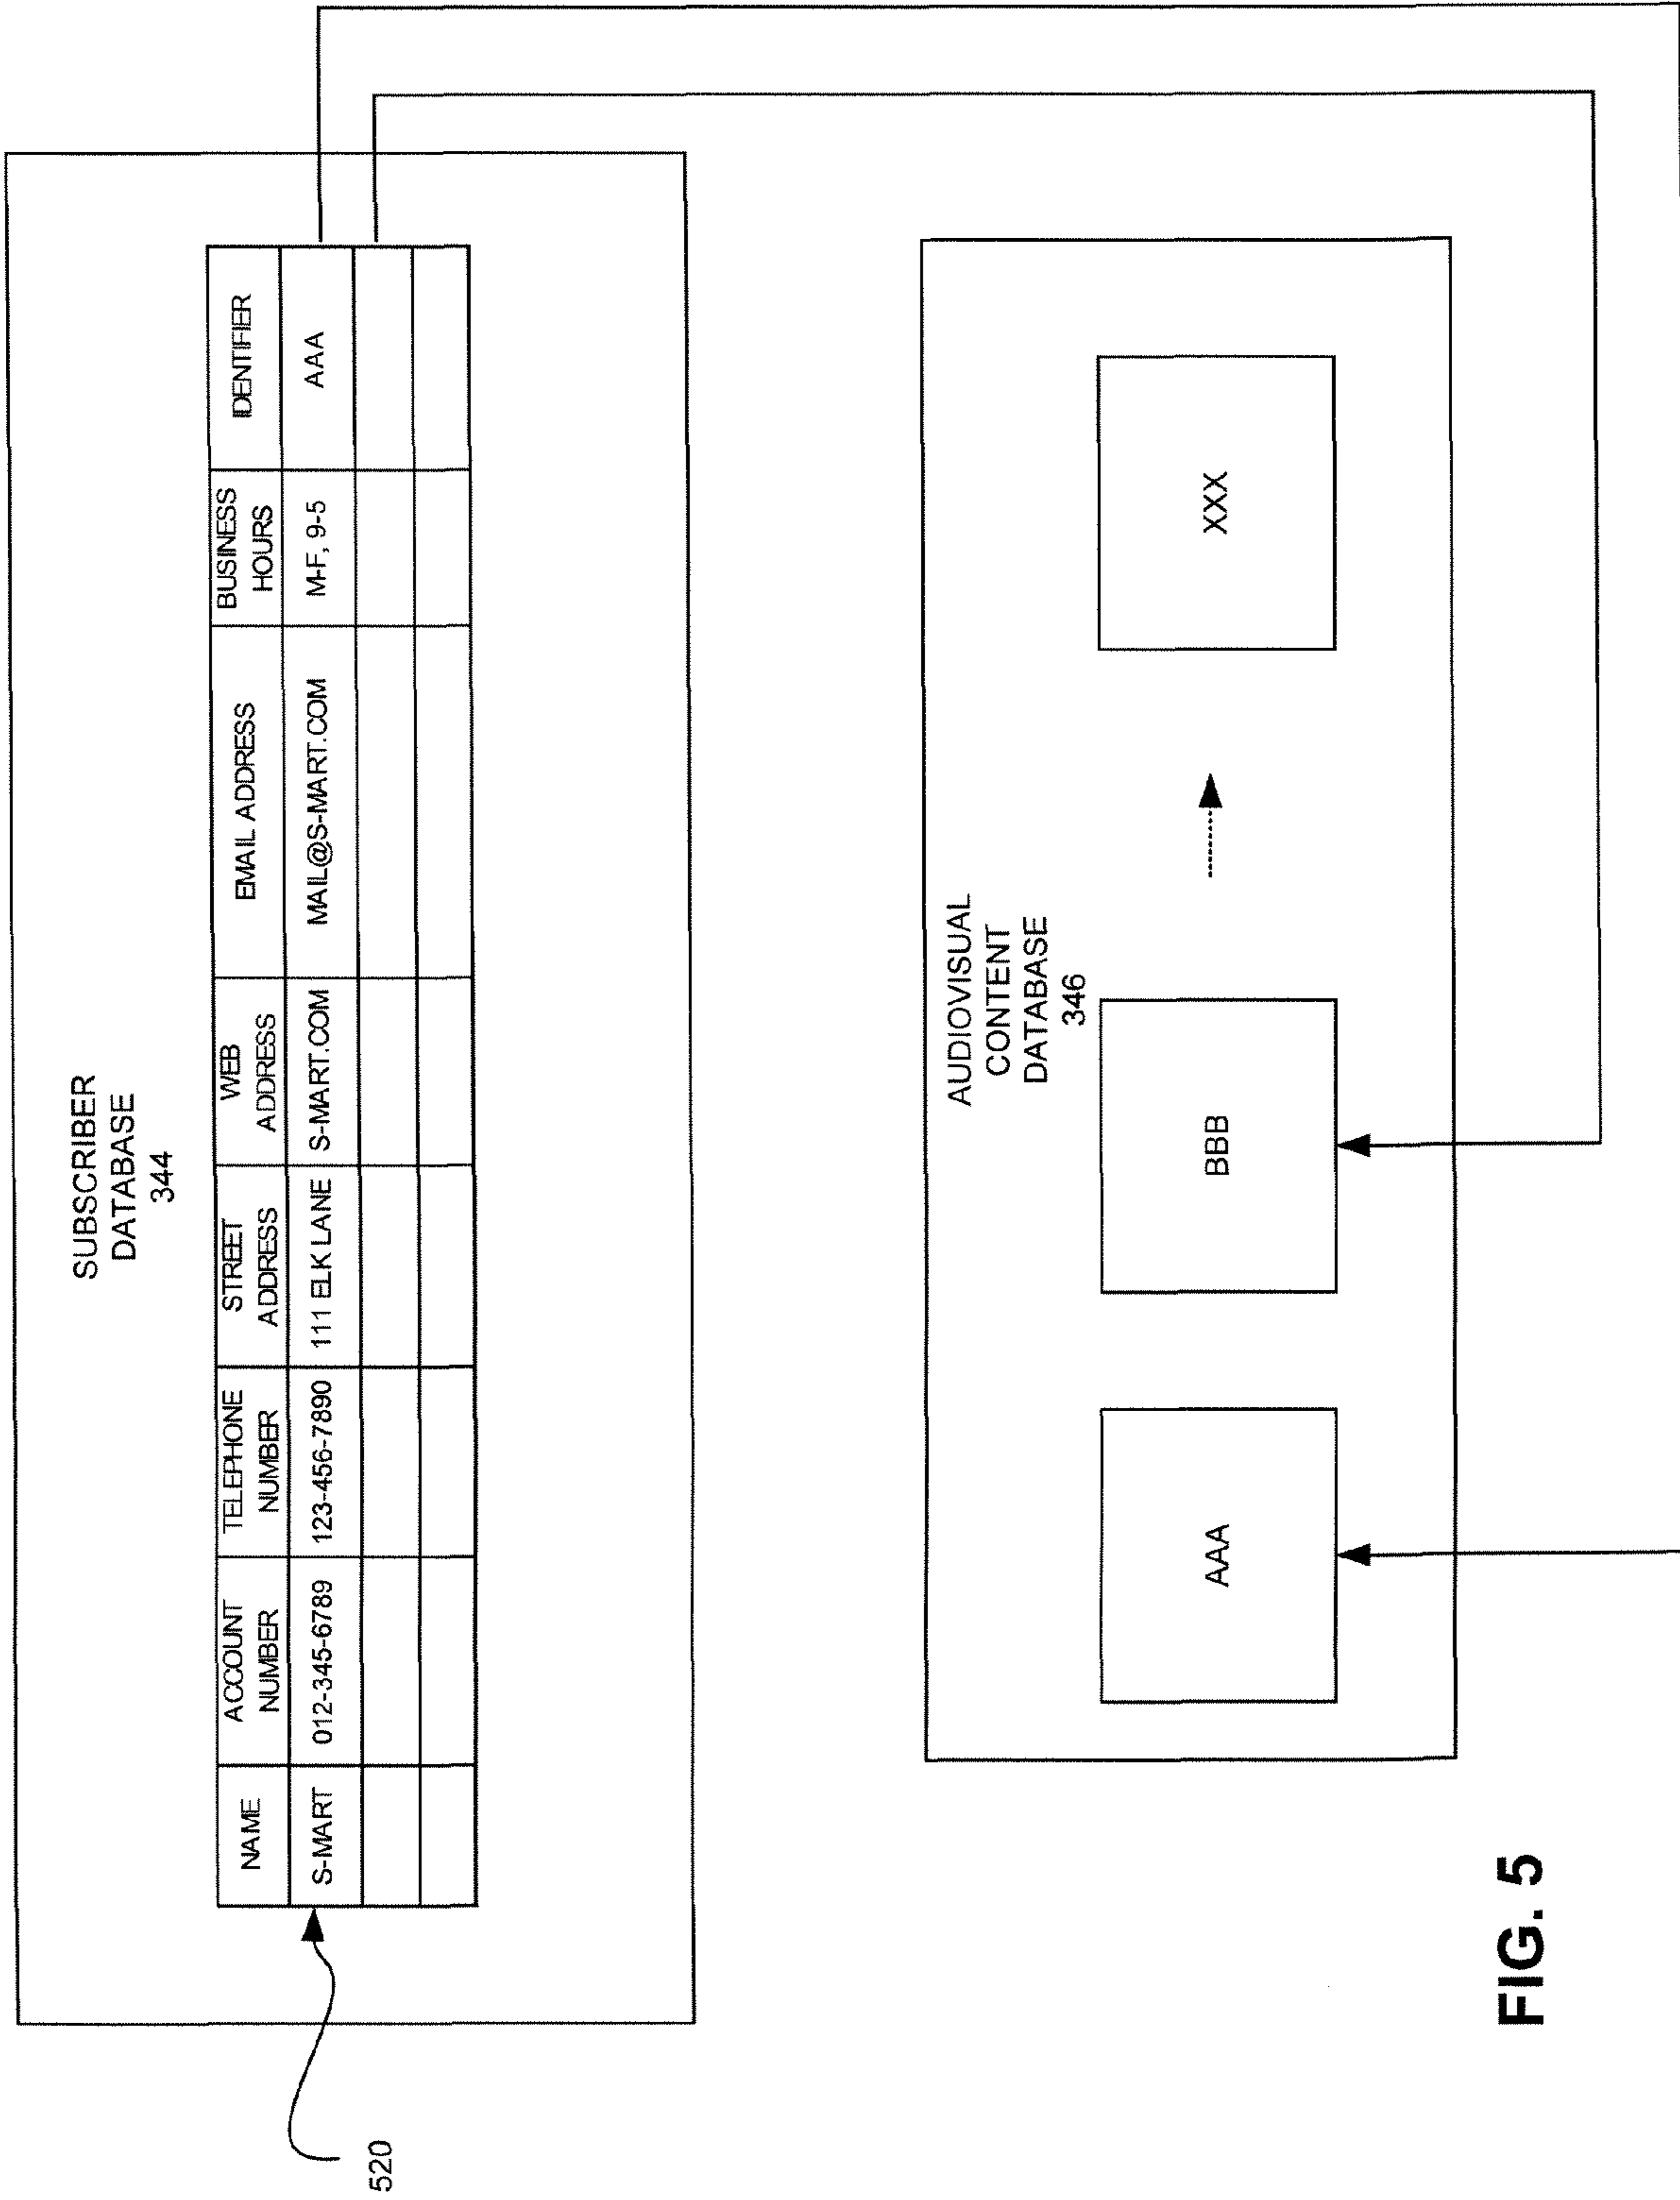 SUBSCRIBER
DATABASE
344
NAME
ACCOUNT
NUMBER
TELEPHONE
NUMBER
STREET
ADDRESS
WEB
ADDRESS
EMAIL ADDRESS
BUSINESS
HOURS
IDENTIFIER
S-MART
012-345-6789
123-456-7890
111 ELK LANE
S-MART.COM
MAIL@S-MART.COM
M-F, 9-5
AAA
520
AUDIOVISUAL
CONTENT
DATABASE
346
AAA
BBB
XXX
FIG. 5